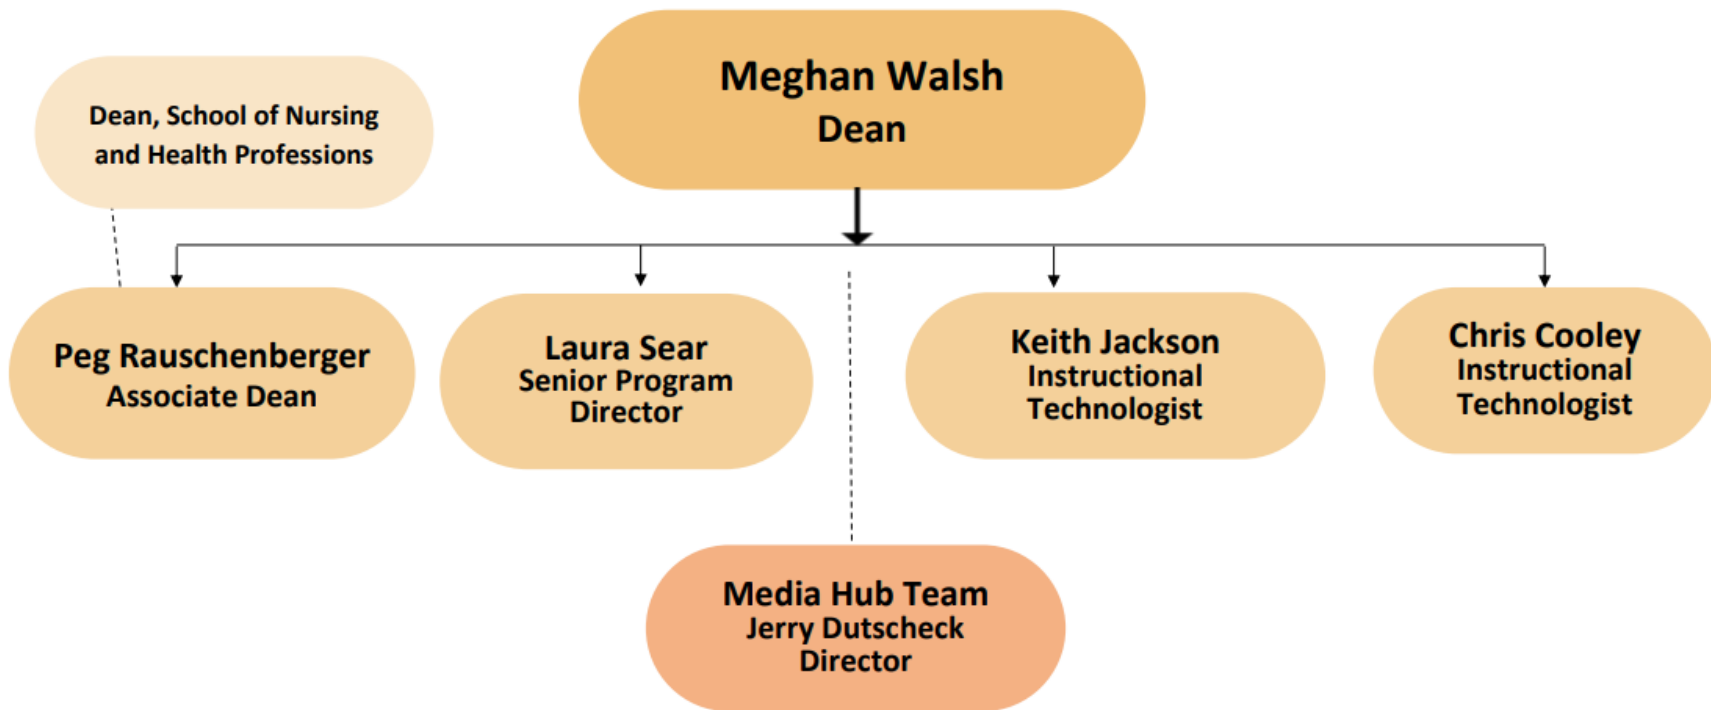 Meghan Walsh
Dean
Dean, School of Nursing
and Health Professions
Peg Rauschenberger
Associate Dean
Laura Sear
Senior Program
Director
Keith Jackson
Instructional
Technologist
Chris Cooley
Instructional
Technologist
Media Hub Team
Jerry Dutscheck
Director